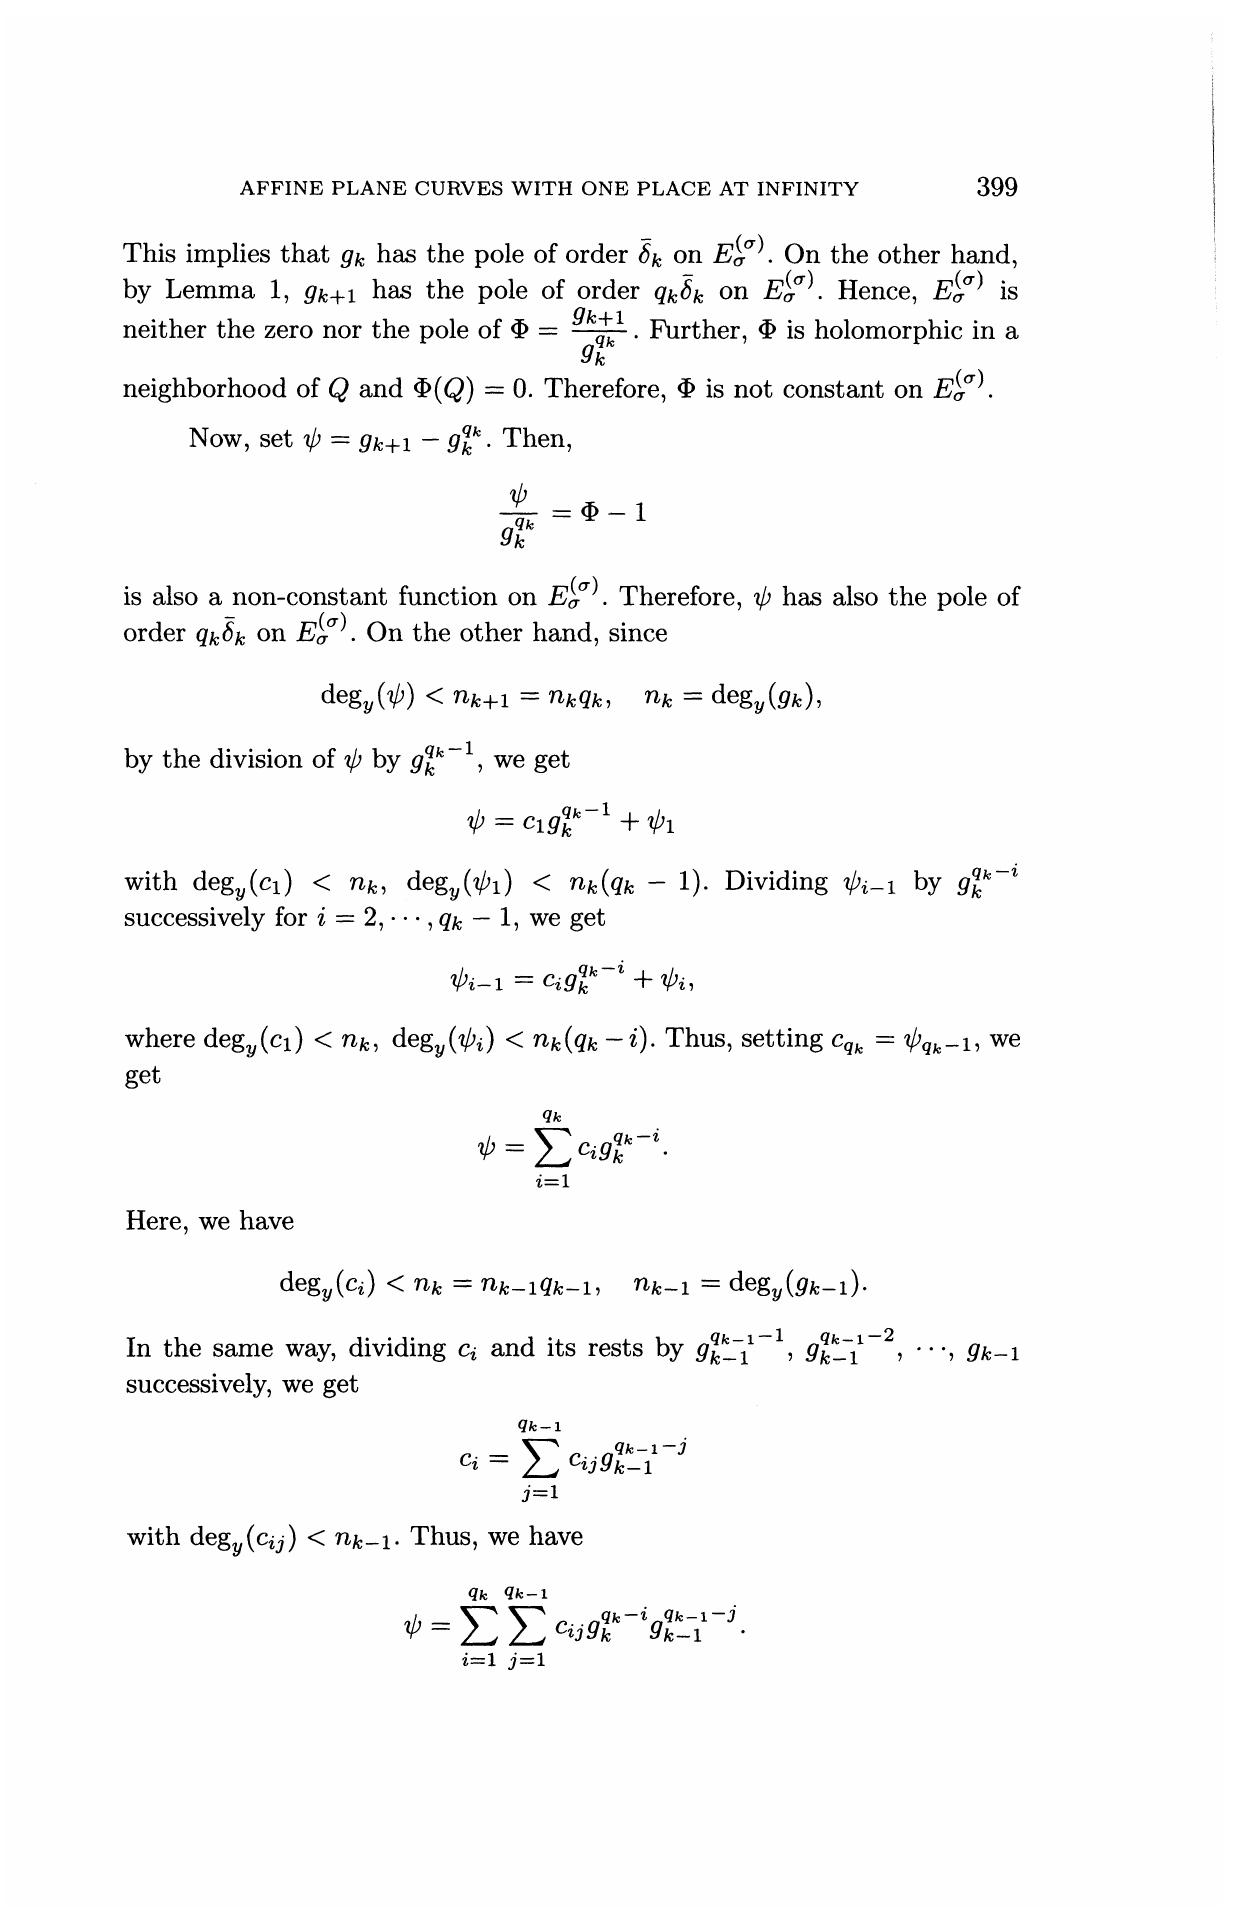 AFFINE PLANE CURVES WITH ONE PLACE AT INFINITY 399
This implies that $g_k$ has the pole of order $\bar{\delta}_k$ on $E_\sigma^{(\sigma)}$. On the other hand,
by Lemma 1, $g_{k+1}$ has the pole of order $q_k\bar{\delta}_k$ on $E_\sigma^{(\sigma)}$. Hence, $E_\sigma^{(\sigma)}$ is
neither the zero nor the pole of $\Phi = \frac{g_{k+1}}{g_k^{q_k}}$. Further, $\Phi$ is holomorphic in a
neighborhood of $Q$ and $\Phi(Q) = 0$. Therefore, $\Phi$ is not constant on $E_\sigma^{(\sigma)}$.
Now, set $\psi = g_{k+1} - g_k^{q_k}$. Then,
$\frac{\psi}{g_k^{q_k}} = \Phi - 1$
is also a non-constant function on $E_\sigma^{(\sigma)}$. Therefore, $\psi$ has also the pole of
order $q_k\bar{\delta}_k$ on $E_\sigma^{(\sigma)}$. On the other hand, since
$\deg_y(\psi) < n_{k+1} = n_k q_k, \quad n_k = \deg_y(g_k),$
by the division of $\psi$ by $g_k^{q_k-1}$, we get
$\psi = c_1 g_k^{q_k-1} + \psi_1$
with $\deg_y(c_1) < n_k$, $\deg_y(\psi_1) < n_k(q_k - 1)$. Dividing $\psi_{i-1}$ by $g_k^{q_k-i}$
successively for $i = 2, \cdots, q_k - 1$, we get
$\psi_{i-1} = c_i g_k^{q_k-i} + \psi_i,$
where $\deg_y(c_1) < n_k$, $\deg_y(\psi_i) < n_k(q_k - i)$. Thus, setting $c_{q_k} = \psi_{q_k-1}$, we
get
$\psi = \sum_{i=1}^{q_k} c_i g_k^{q_k-i}.$
Here, we have
$\deg_y(c_i) < n_k = n_{k-1} q_{k-1}, \quad n_{k-1} = \deg_y(g_{k-1}).$
In the same way, dividing $c_i$ and its rests by $g_{k-1}^{q_{k-1}-1}$, $g_{k-1}^{q_{k-1}-2}$, $\cdots$, $g_{k-1}$
successively, we get
$c_i = \sum_{j=1}^{q_{k-1}} c_{ij} g_{k-1}^{q_{k-1}-j}$
with $\deg_y(c_{ij}) < n_{k-1}$. Thus, we have
$\psi = \sum_{i=1}^{q_k} \sum_{j=1}^{q_{k-1}} c_{ij} g_k^{q_k-i} g_{k-1}^{q_{k-1}-j}.$